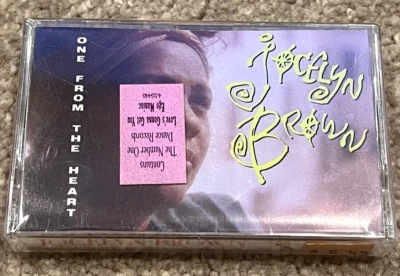 ONE FROM THE HEART
JOCELYN
BROWN
Contains
The Number One
Dance Records
Love's Gonna Get You
Ego Maniac